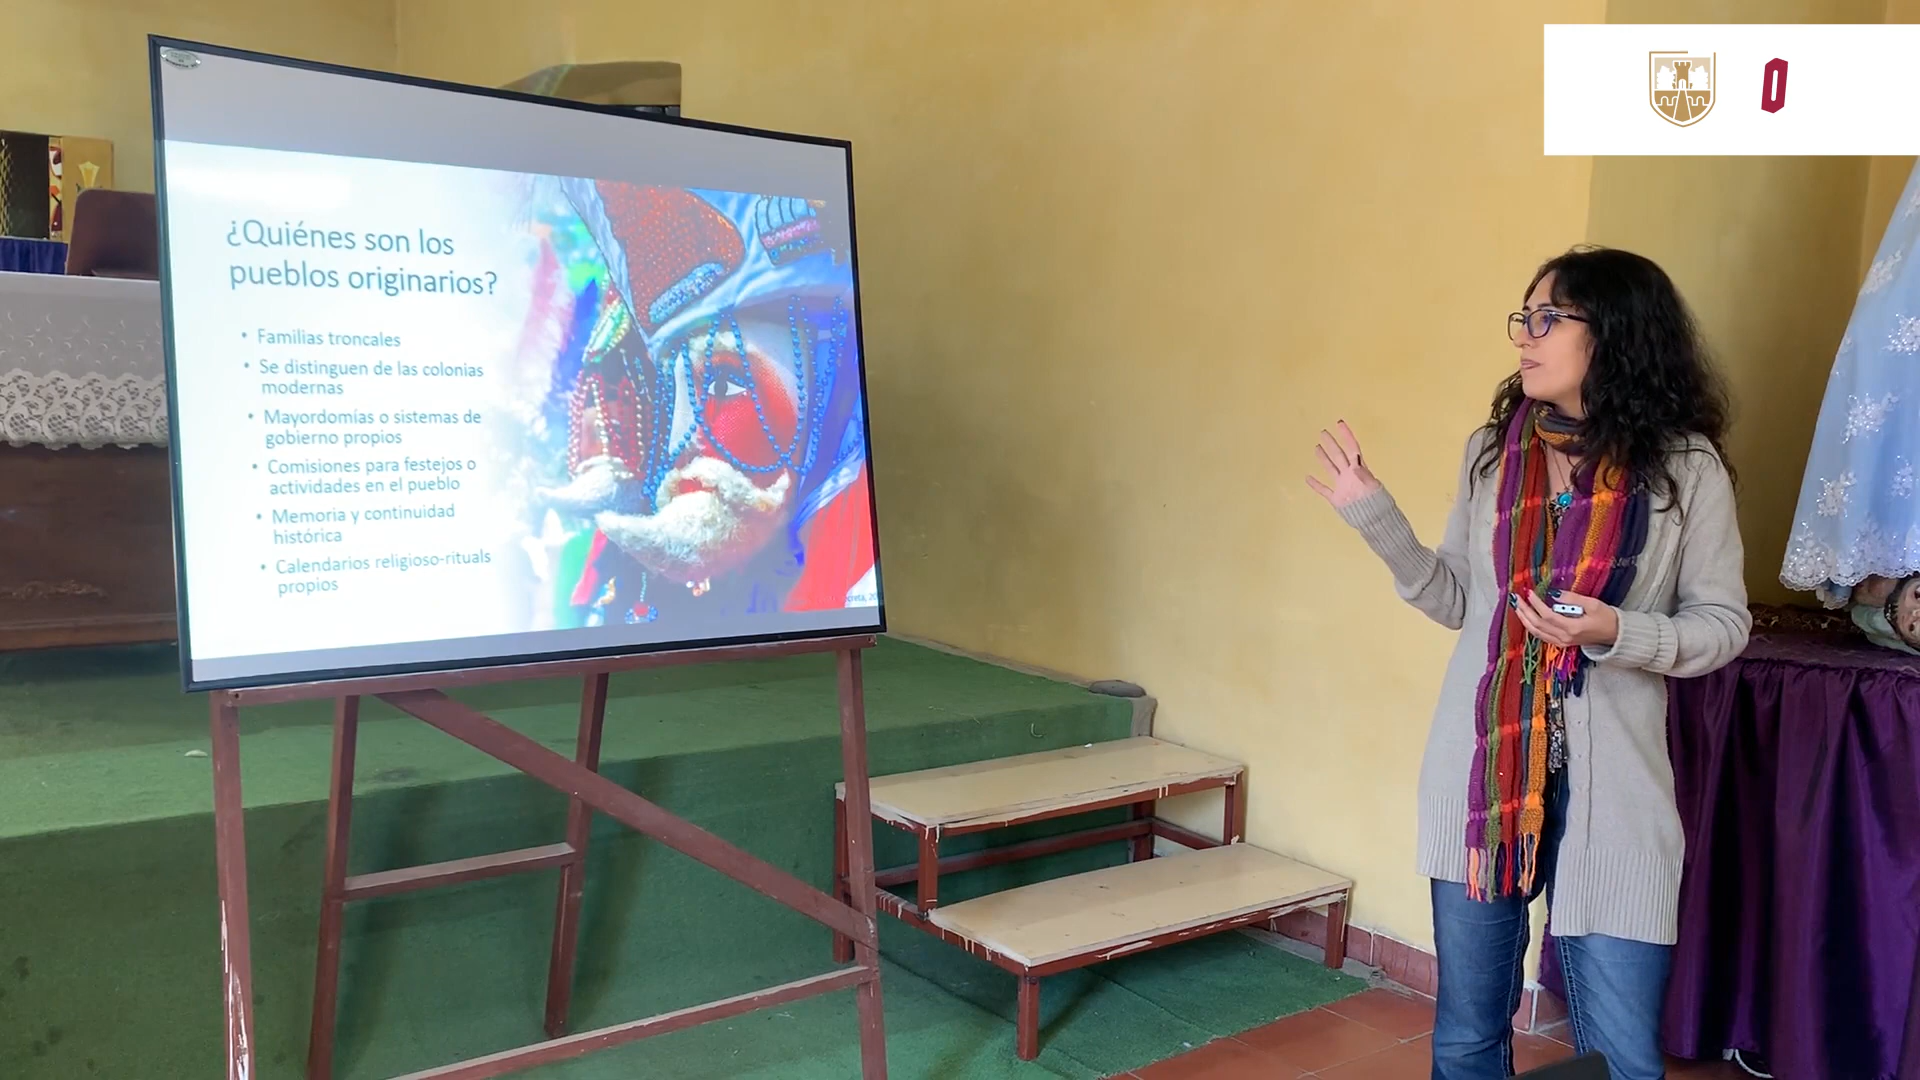 ¿Quiénes son los
pueblos originarios?
• Familias troncales
• Se distinguen de las colonias
modernas
• Mayordomías o sistemas de
gobierno propios
• Comisiones para festejos o
actividades en el pueblo
• Memoria y continuidad
histórica
• Calendarios religioso-rituals
propios
0